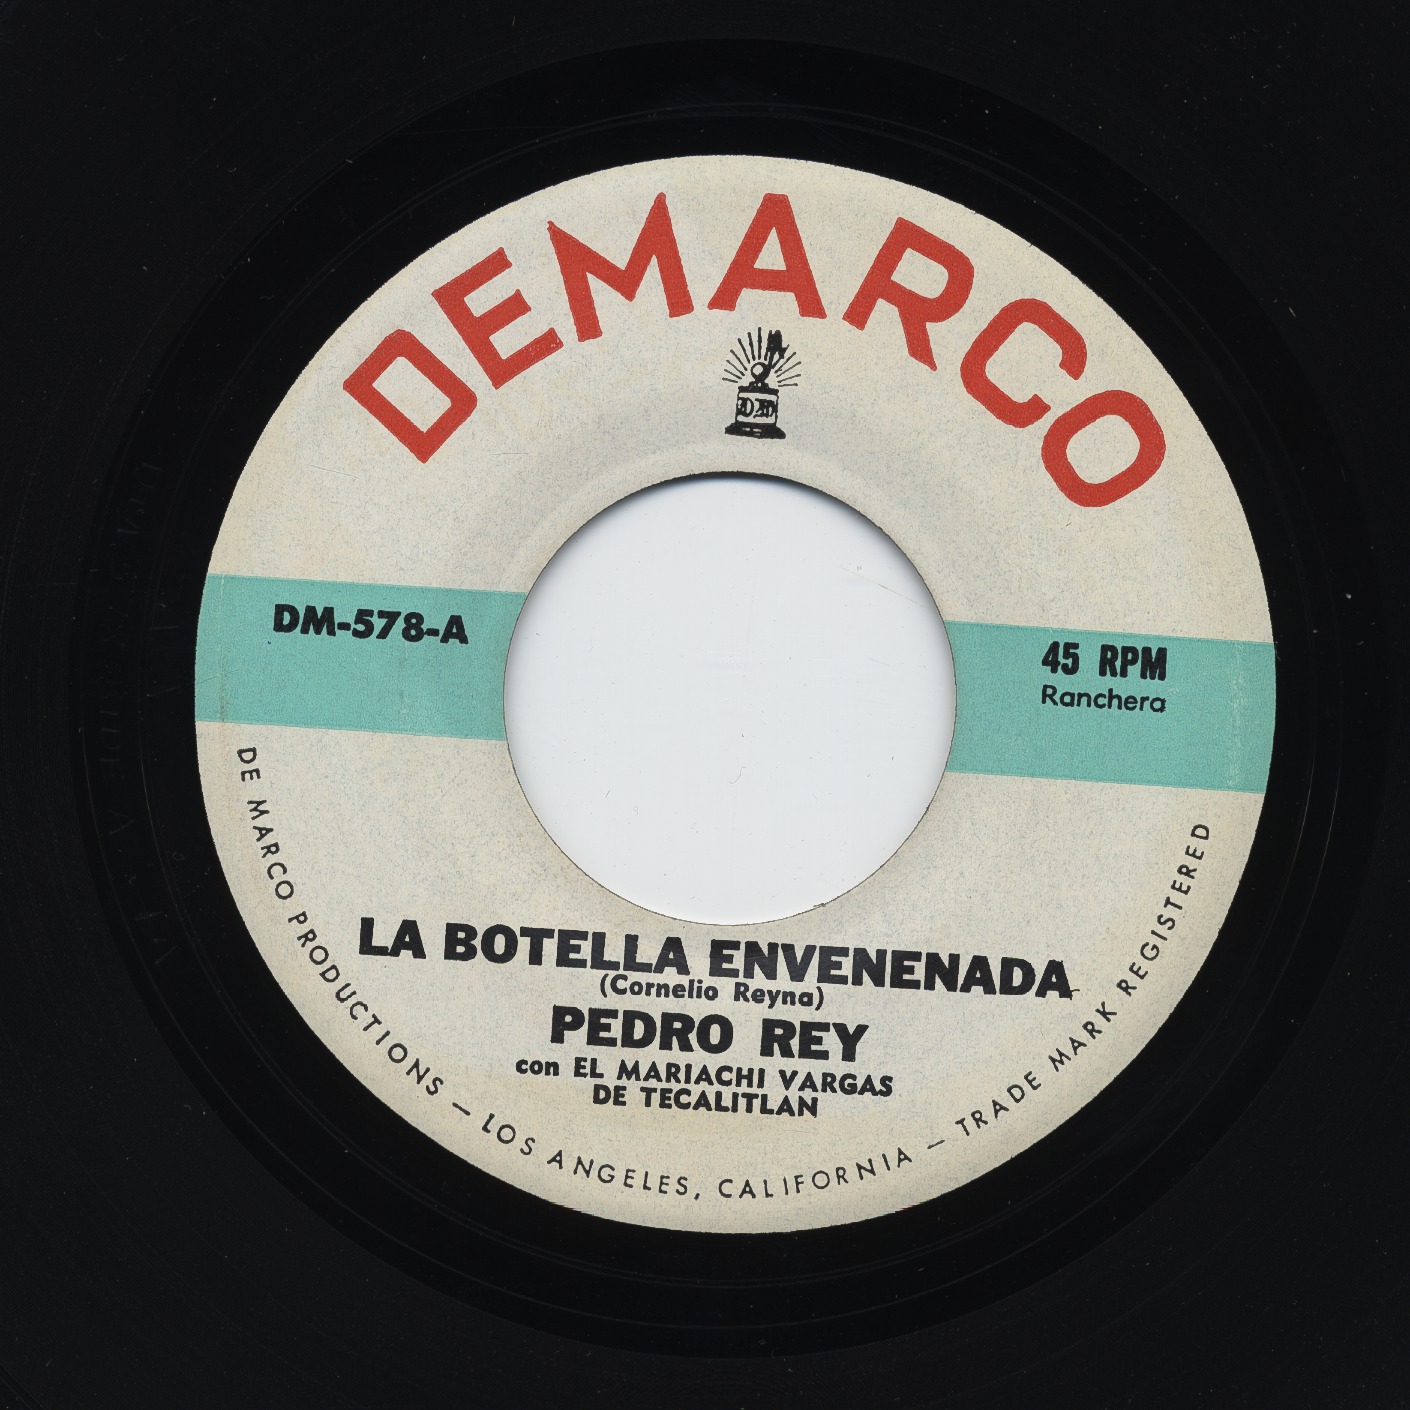 DEMARCO
DM-578-A
45 RPM
Ranchera
LA BOTELLA ENVENENADA
(Cornelio Reyna)
PEDRO REY
con EL MARIACHI VARGAS
DE TECALITLAN
DE MARCO PRODUCTIONS — LOS ANGELES, CALIFORNIA — TRADE MARK REGISTERED